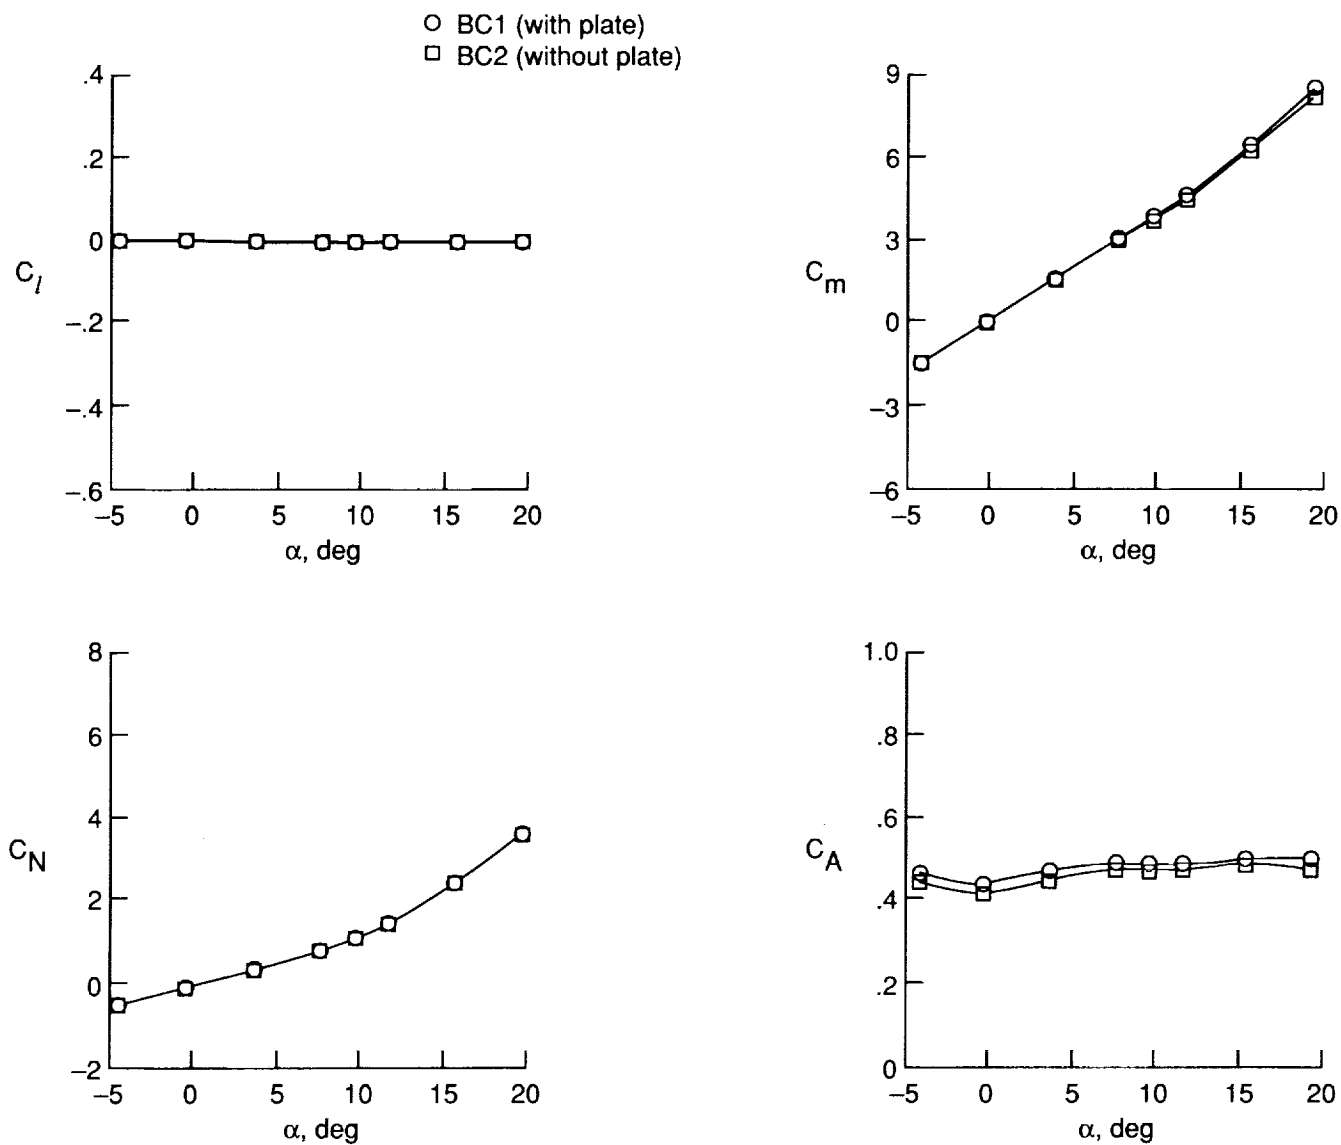 BC1 (with plate)
BC2 (without plate)
.4
.2
0
–.2
–.4
–.6
C_l
–5 0 5 10 15 20
α, deg
9
6
3
0
–3
–6
C_m
–5 0 5 10 15 20
α, deg
8
6
4
2
0
–2
C_N
–5 0 5 10 15 20
α, deg
1.0
.8
.6
.4
.2
0
C_A
–5 0 5 10 15 20
α, deg